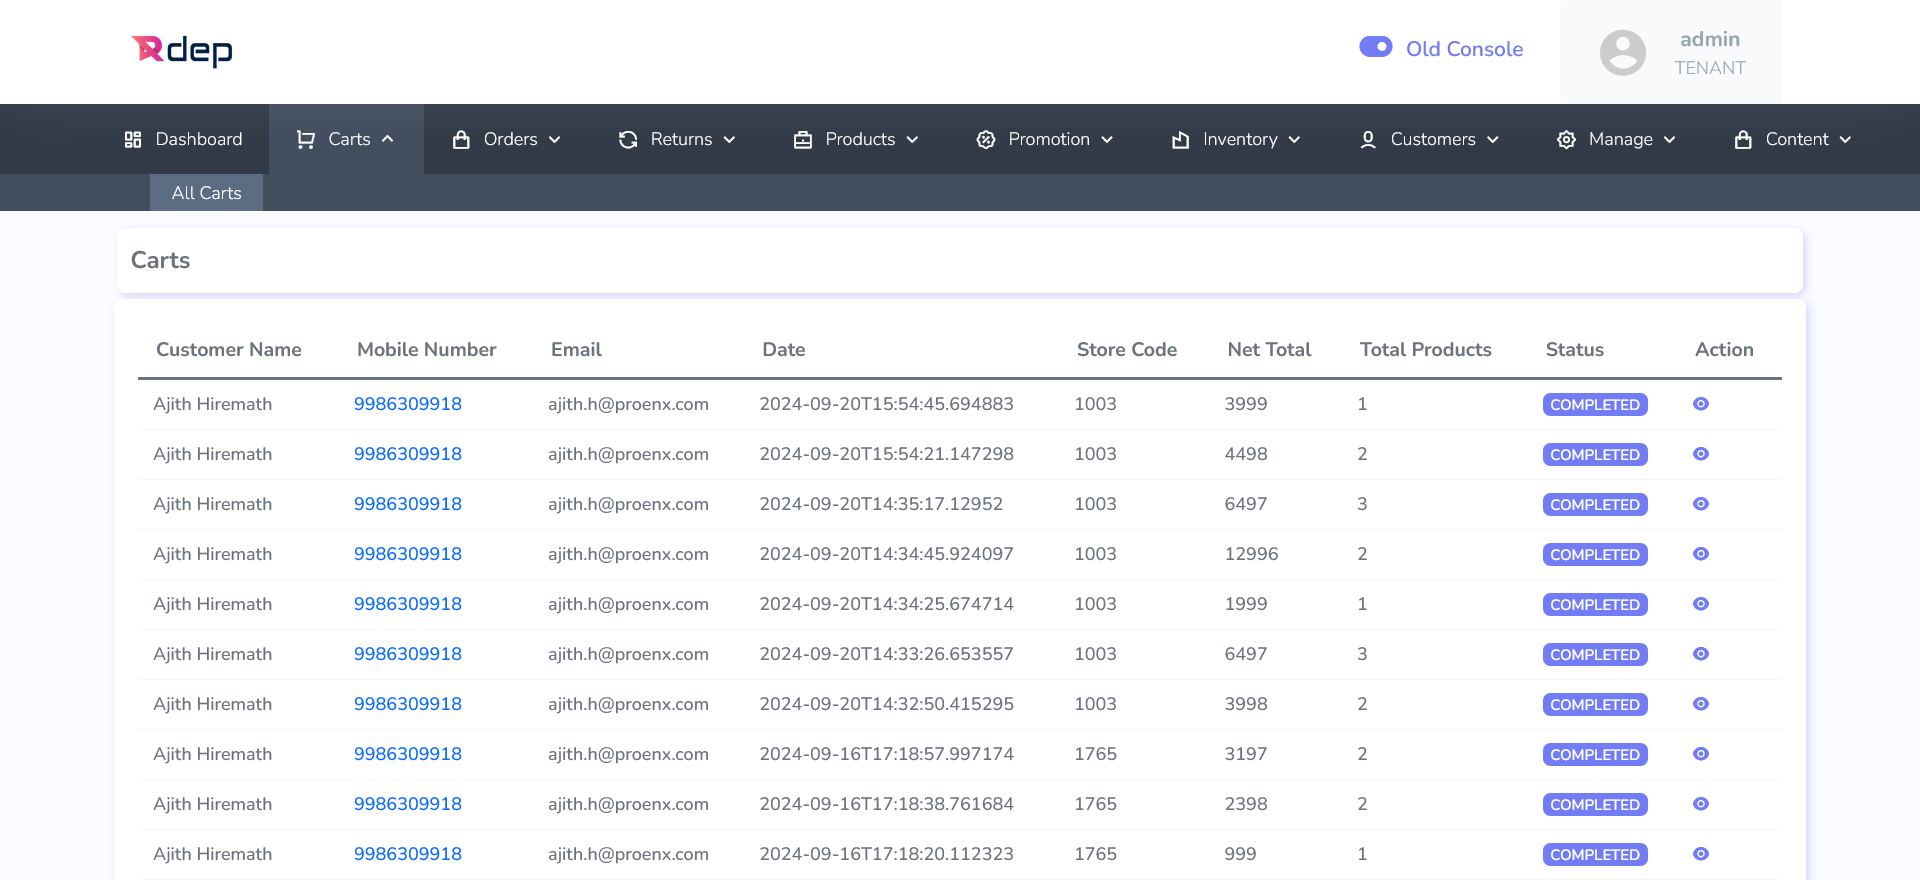 Rdep
Old Console
admin
TENANT
Dashboard Carts Orders Returns Products Promotion Inventory Customers Manage Content
All Carts
Carts
Customer Name Mobile Number Email Date Store Code Net Total Total Products Status Action
Ajith Hiremath 9986309918 ajith.h@proenx.com 2024-09-20T15:54:45.694883 1003 3999 1 COMPLETED
Ajith Hiremath 9986309918 ajith.h@proenx.com 2024-09-20T15:54:21.147298 1003 4498 2 COMPLETED
Ajith Hiremath 9986309918 ajith.h@proenx.com 2024-09-20T14:35:17.12952 1003 6497 3 COMPLETED
Ajith Hiremath 9986309918 ajith.h@proenx.com 2024-09-20T14:34:45.924097 1003 12996 2 COMPLETED
Ajith Hiremath 9986309918 ajith.h@proenx.com 2024-09-20T14:34:25.674714 1003 1999 1 COMPLETED
Ajith Hiremath 9986309918 ajith.h@proenx.com 2024-09-20T14:33:26.653557 1003 6497 3 COMPLETED
Ajith Hiremath 9986309918 ajith.h@proenx.com 2024-09-20T14:32:50.415295 1003 3998 2 COMPLETED
Ajith Hiremath 9986309918 ajith.h@proenx.com 2024-09-16T17:18:57.997174 1765 3197 2 COMPLETED
Ajith Hiremath 9986309918 ajith.h@proenx.com 2024-09-16T17:18:38.761684 1765 2398 2 COMPLETED
Ajith Hiremath 9986309918 ajith.h@proenx.com 2024-09-16T17:18:20.112323 1765 999 1 COMPLETED